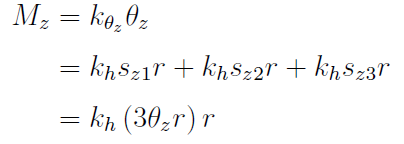 M_z = k_{θ_z} θ_z
= k_h s_{z1} r + k_h s_{z2} r + k_h s_{z3} r
= k_h (3θ_z r) r